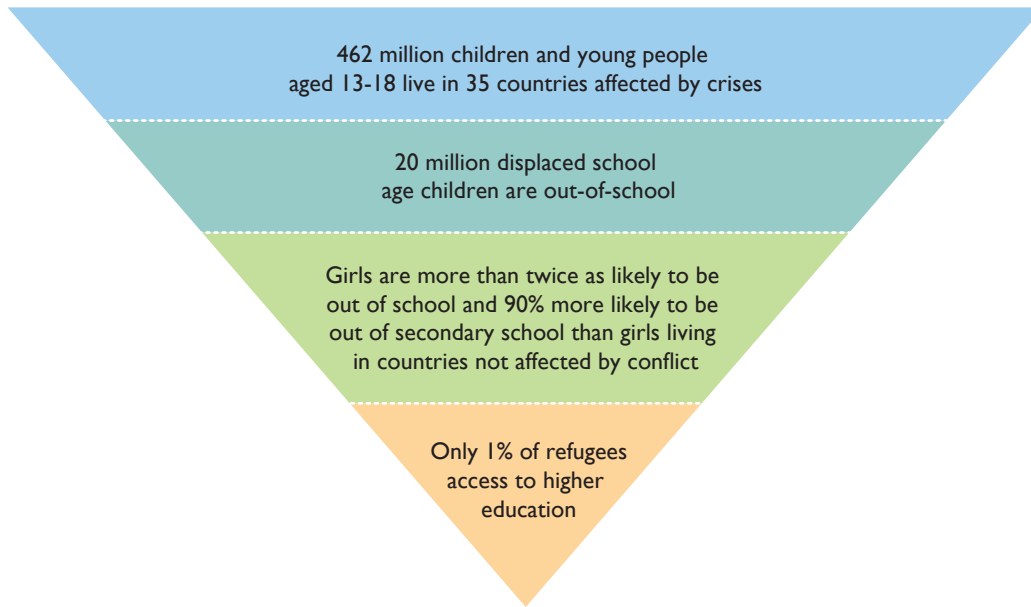 462 million children and young people
aged 13-18 live in 35 countries affected by crises
20 million displaced school
age children are out-of-school
Girls are more than twice as likely to be
out of school and 90% more likely to be
out of secondary school than girls living
in countries not affected by conflict
Only 1% of refugees
access to higher
education